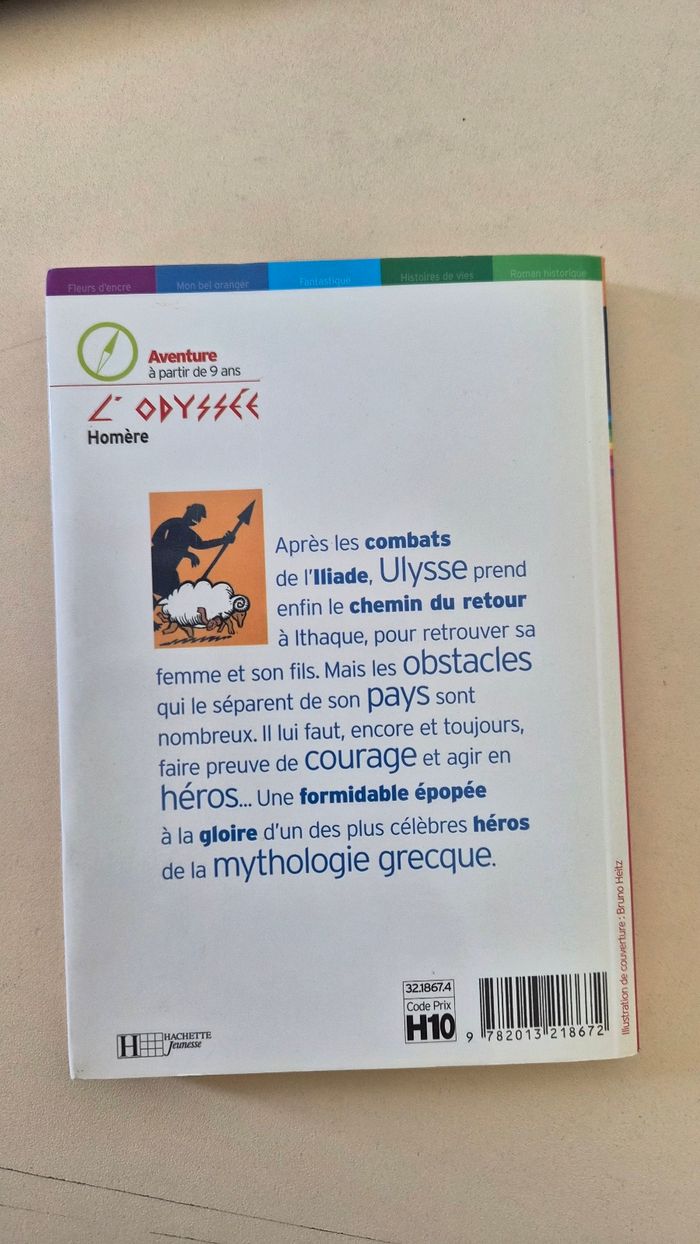 Fleurs d'encre
Mon bel oranger
Fantastique
Histoires de vies
Roman historique
Aventure
à partir de 9 ans
L'ODYSSÉE
Homère
Après les combats
de l'Iliade, Ulysse prend
enfin le chemin du retour
à Ithaque, pour retrouver sa
femme et son fils. Mais les obstacles
qui le séparent de son pays sont
nombreux. Il lui faut, encore et toujours,
faire preuve de courage et agir en
héros... Une formidable épopée
à la gloire d'un des plus célèbres héros
de la mythologie grecque.
Illustration de couverture : Bruno Heitz
H HACHETTE
Jeunesse
32.1867.4
Code Prix
H10
9 782013 218672